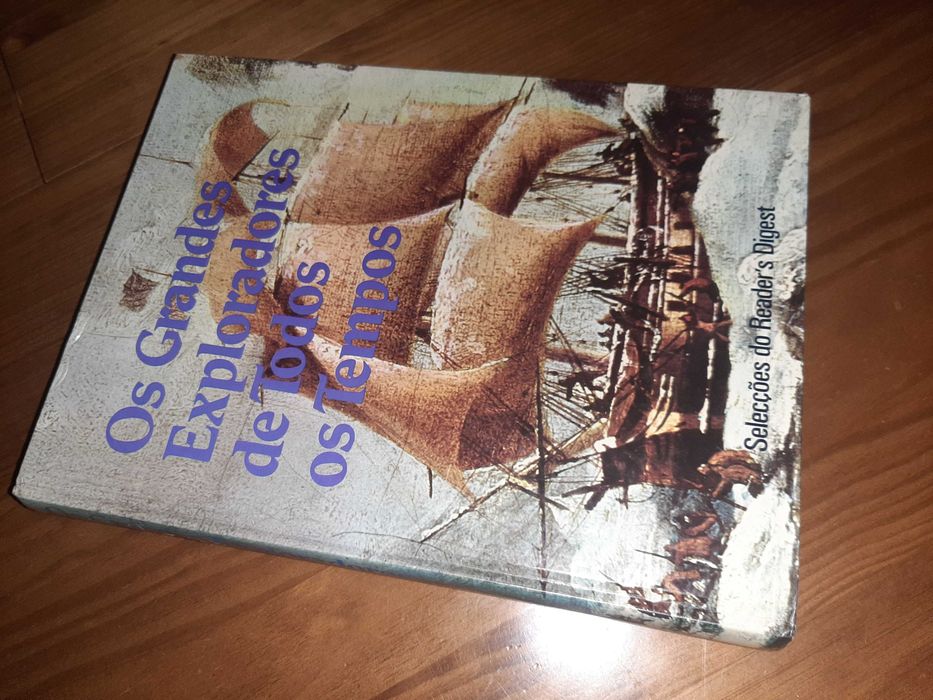 Os Grandes
Exploradores
de Todos
os Tempos
Selecções do Reader's Digest